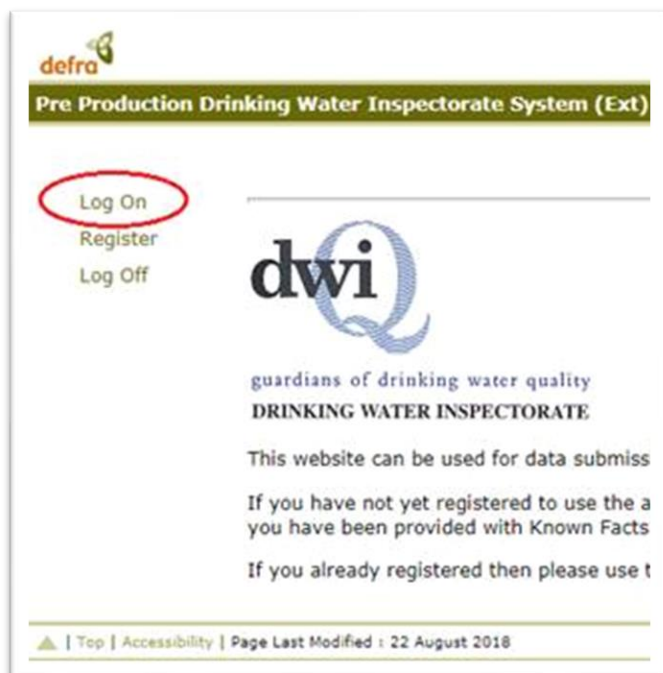 defra
Pre Production Drinking Water Inspectorate System (Ext)
Log On
Register
Log Off
dwi Q
guardians of drinking water quality
DRINKING WATER INSPECTORATE
This website can be used for data submiss
If you have not yet registered to use the a
you have been provided with Known Facts
If you already registered then please use t
| Top | Accessibility | Page Last Modified : 22 August 2018